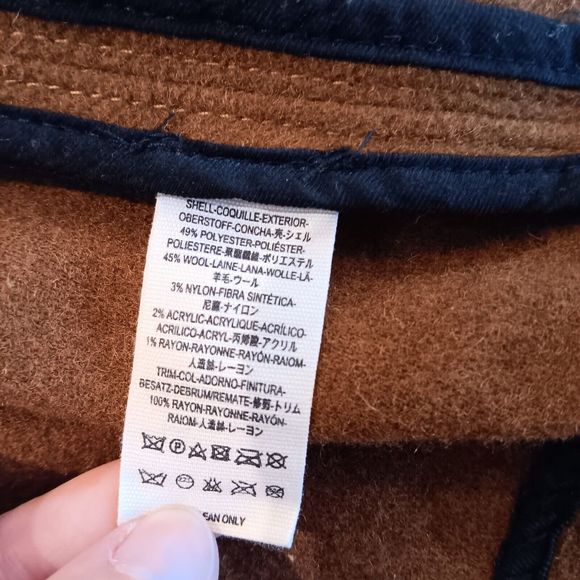 SHELL-COQUILLE-EXTERIOR-
OBERSTOFF-CONCHA-亮-シェル
49% POLYESTER-POLIÉSTER-
POLIESTERE-聚酯纖維-ポリエステル
45% WOOL-LAINE-LANA-WOLLE-LÃ-
羊毛-ウール
3% NYLON-FIBRA SINTÉTICA-
尼龍-ナイロン
2% ACRYLIC-ACRYLIQUE-ACRÍLICO-
ACRILICO-ACRYL-丙烯酸-アクリル
1% RAYON-RAYONNE-RAYÓN-RAIOM-
人造絲-レーヨン
TRIM-COL-ADORNO-FINITURA-
BESATZ-DEBRUM/REMATE-修剪-トリム
100% RAYON-RAYONNE-RAYÓN-
RAIOM-人造絲-レーヨン
EAN ONLY